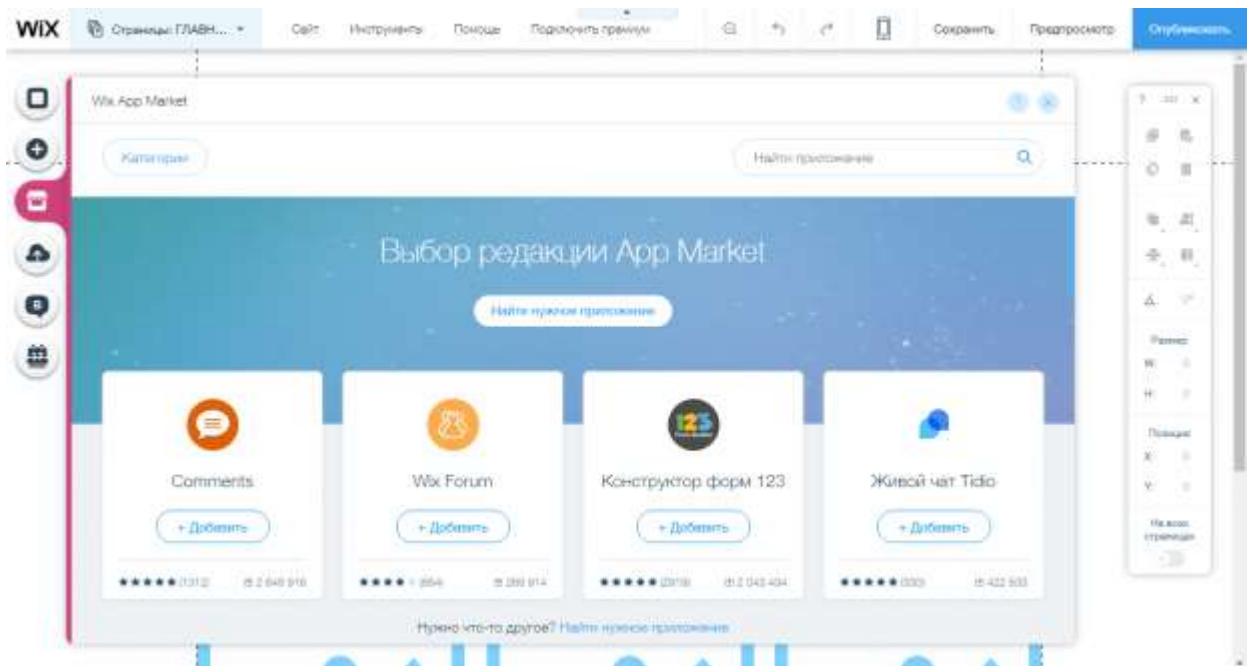 WiX Страницы: ГЛАВН... Сайт Инструменты Помощь Подключить премиум Сохранить Предпросмотр Опубликовать
Wix App Market ? ×
? ×
Категории Найти приложение
Выбор редакции App Market
Найти нужное приложение
Размер
W:
H:
Позиция
X:
Y:
На всех страницах
Comments Wix Forum Конструктор форм 123 Живой чат Tidio
+ Добавить + Добавить + Добавить + Добавить
422 500
Нужно что-то другое? Найти нужное приложение